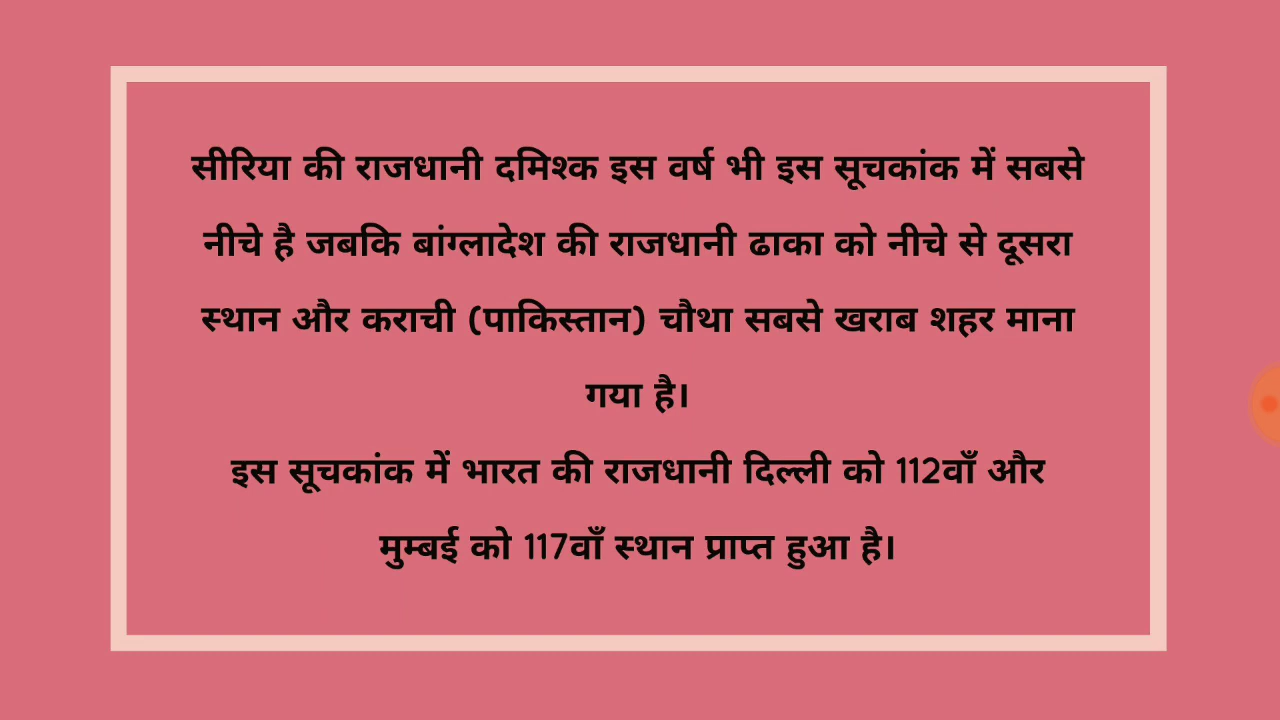 सीरिया की राजधानी दमिश्क इस वर्ष भी इस सूचकांक में सबसे
नीचे है जबकि बांग्लादेश की राजधानी ढाका को नीचे से दूसरा
स्थान और कराची (पाकिस्तान) चौथा सबसे खराब शहर माना
गया है।
इस सूचकांक में भारत की राजधानी दिल्ली को 112वाँ और
मुम्बई को 117वाँ स्थान प्राप्त हुआ है।